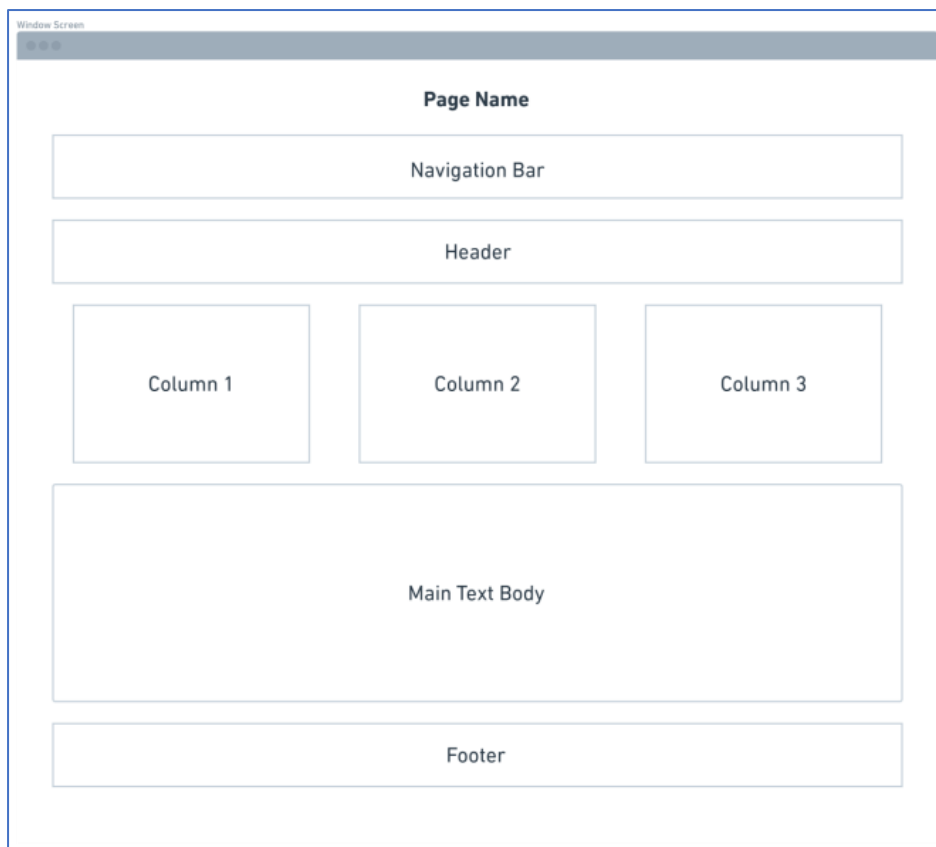 Window Screen
Page Name
Navigation Bar
Header
Column 1
Column 2
Column 3
Main Text Body
Footer